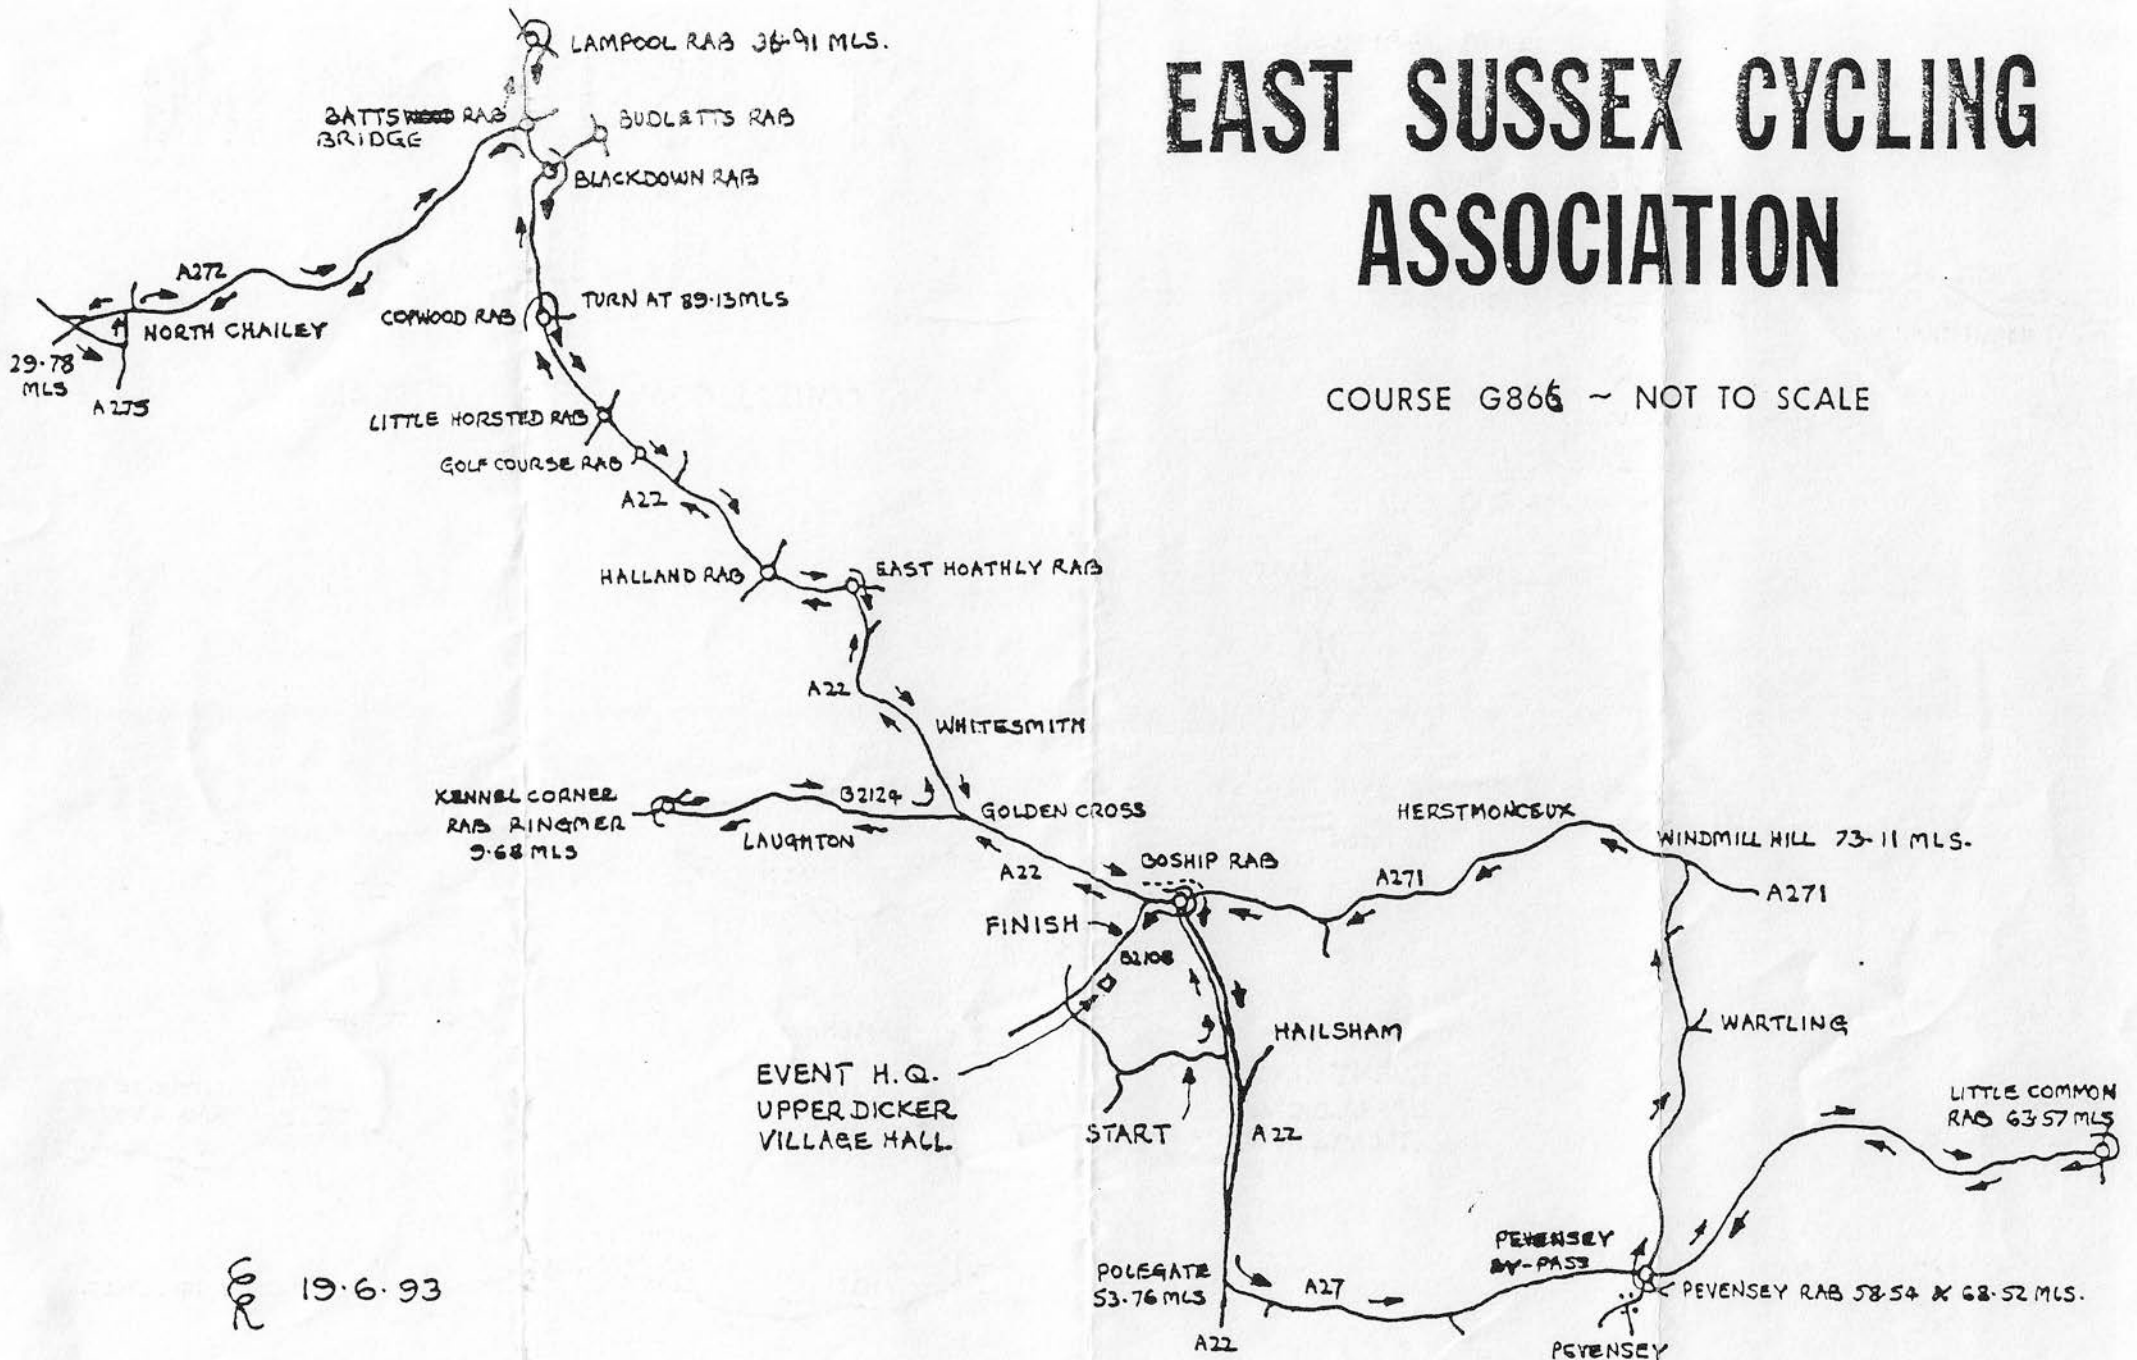 EAST SUSSEX CYCLING
ASSOCIATION
COURSE G866 ~ NOT TO SCALE
LAMPOOL RAB 36.91 MLS.
BATTS RAB
BRIDGE
BUDLETTS RAB
BLACKDOWN RAB
A272
NORTH CHAILEY
29.78
MLS
A275
COPWOOD RAB
TURN AT 89.13 MLS
LITTLE HORSTED RAB
GOLF COURSE RAB
A22
HALLAND RAB
EAST HOATHLY RAB
A22
WHITESMITH
KENNEL CORNER
RAB RINGMER
9.68 MLS
B2124
LAUGHTON
GOLDEN CROSS
A22
BOSHIP RAB
HERSTMONCEUX
WINDMILL HILL 73.11 MLS.
A271
A271
FINISH
B2108
HAILSHAM
WARTLING
EVENT H.Q.
UPPER DICKER
VILLAGE HALL
START
A22
LITTLE COMMON
RAB 63.57 MLS
POLEGATE
53.76 MLS
A27
A22
PEVENSEY
BY-PASS
PEVENSEY RAB 58.54 & 68.52 MLS.
PEVENSEY
19.6.93